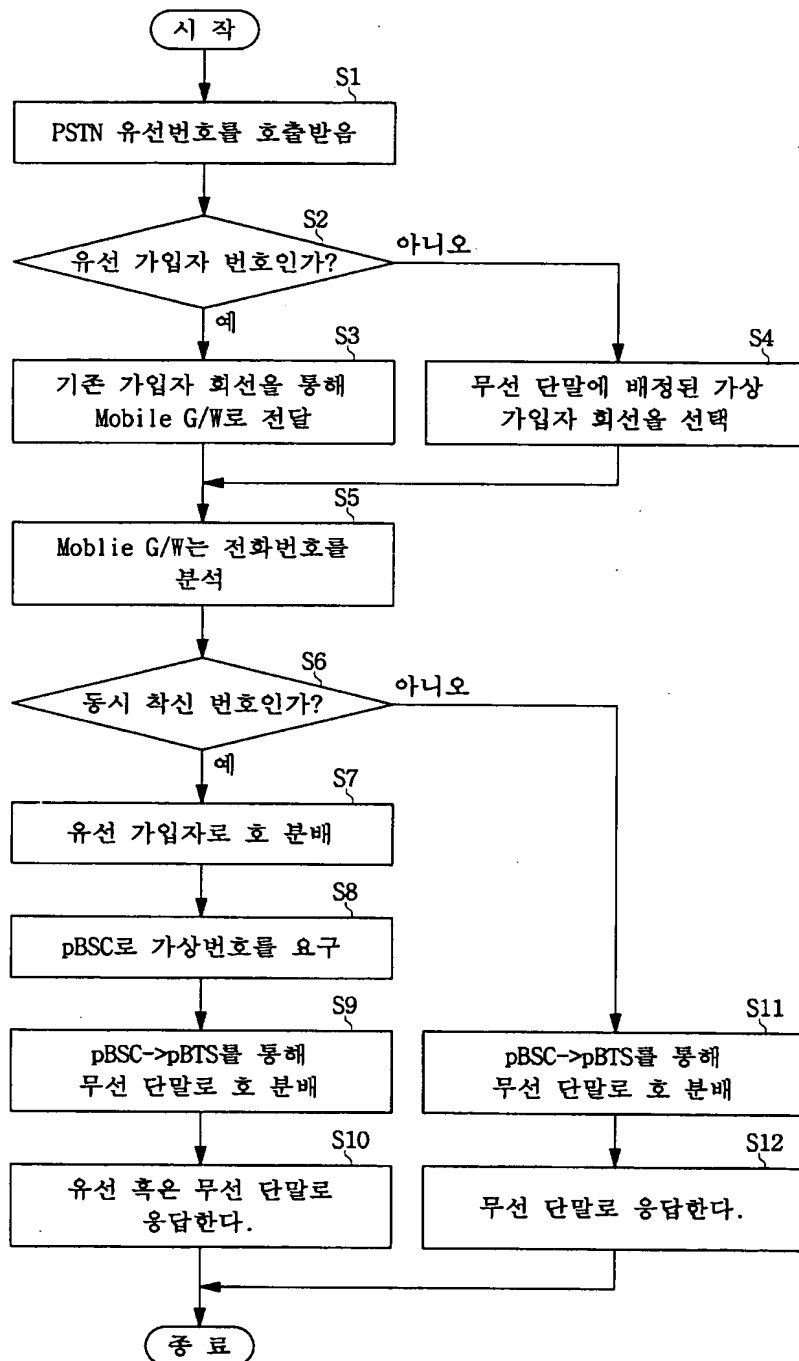 시 작
S1
PSTN 유선번호를 호출받음
S2
유선 가입자 번호인가?
아니오
예
S3
기존 가입자 회선을 통해
Mobile G/W로 전달
S4
무선 단말에 배정된 가상
가입자 회선을 선택
S5
Moblie G/W는 전화번호를
분석
S6
동시 착신 번호인가?
아니오
예
S7
유선 가입자로 호 분배
S8
pBSC로 가상번호를 요구
S9
pBSC->pBTS를 통해
무선 단말로 호 분배
S11
pBSC->pBTS를 통해
무선 단말로 호 분배
S10
유선 혹은 무선 단말로
응답한다.
S12
무선 단말로 응답한다.
종 료